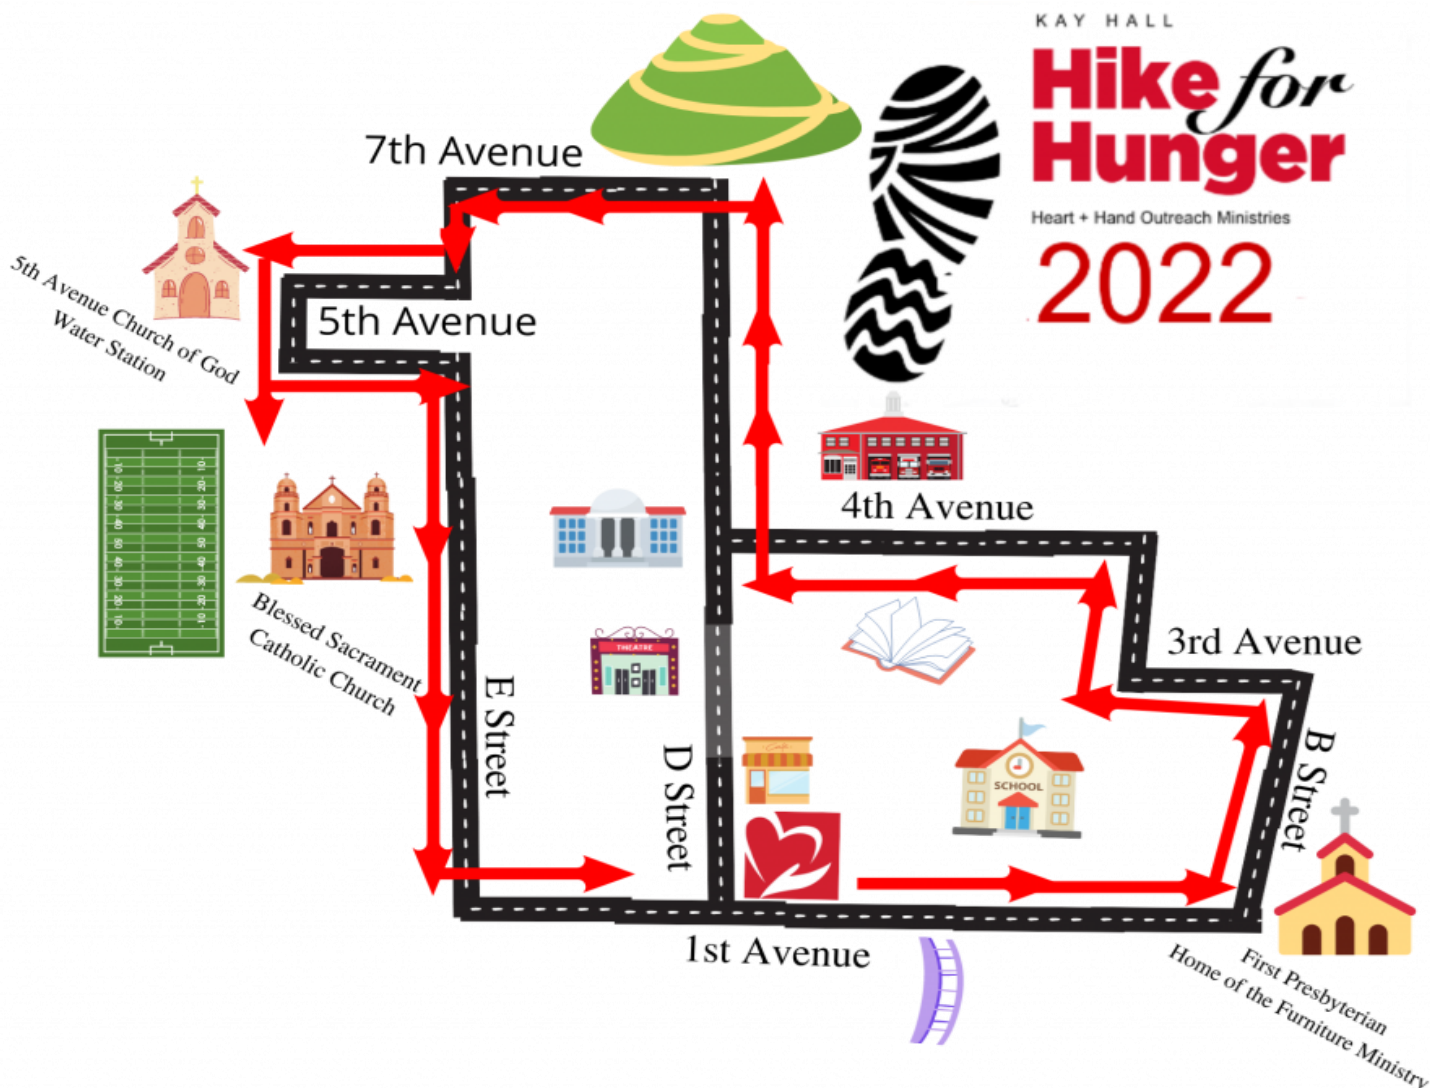 KAY HALL
Hike for
Hunger
Heart + Hand Outreach Ministries
2022
7th Avenue
5th Avenue Church of God
Water Station
5th Avenue
4th Avenue
THEATRE
3rd Avenue
Blessed Sacrament
Catholic Church
E Street
D Street
SCHOOL
B Street
1st Avenue
First Presbyterian
Home of the Furniture Ministry